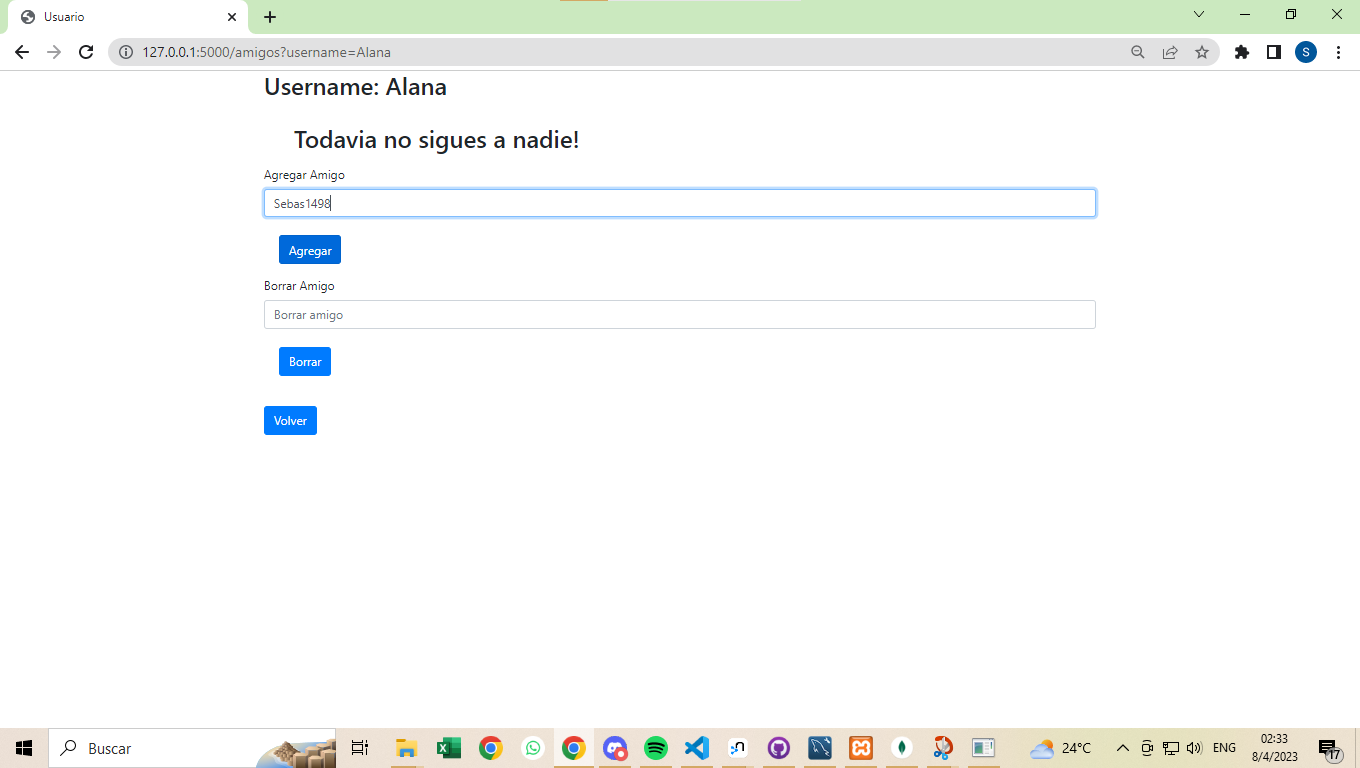 Usuario
127.0.0.1:5000/amigos?username=Alana
S
Username: Alana
Todavia no sigues a nadie!
Agregar Amigo
Sebas1498
Agregar
Borrar Amigo
Borrar amigo
Borrar
Volver
Buscar
24°C
ENG
02:33
8/4/2023
17